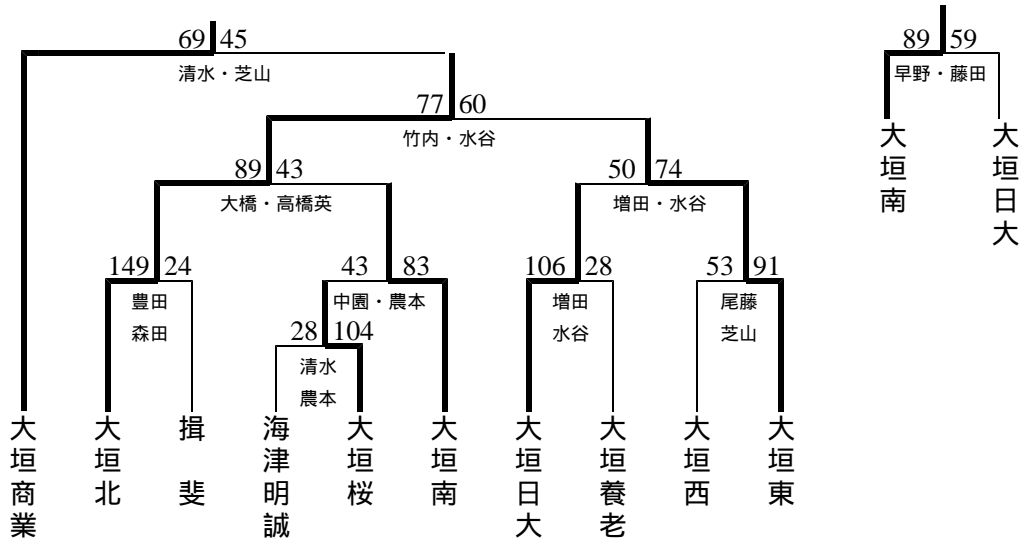 69 45
清水・芝山
89 59
早野・藤田
77 60
竹内・水谷
大垣南
大垣日大
89 43
大橋・高橋英
50 74
増田・水谷
149 24
豊田
森田
43 83
中園・農本
106 28
増田
水谷
53 91
尾藤
芝山
28 104
清水
農本
大垣商業
大垣北
揖斐
海津明誠
大垣桜
大垣南
大垣日大
大垣養老
大垣西
大垣東